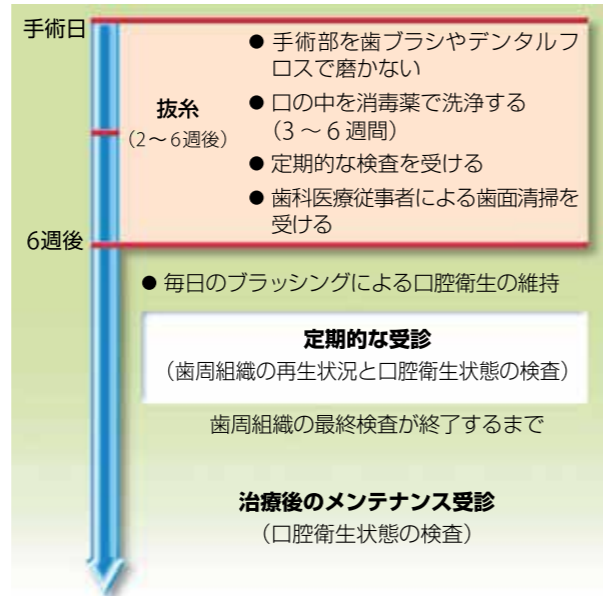 手術日
● 手術部を歯ブラシやデンタルフ
ロスで磨かない
抜糸
（2～6週後）
● 口の中を消毒薬で洗浄する
（3～6週間）
● 定期的な検査を受ける
● 歯科医療従事者による歯面清掃を
受ける
6週後
● 毎日のブラッシングによる口腔衛生の維持
定期的な受診
（歯周組織の再生状況と口腔衛生状態の検査）
歯周組織の最終検査が終了するまで
治療後のメンテナンス受診
（口腔衛生状態の検査）